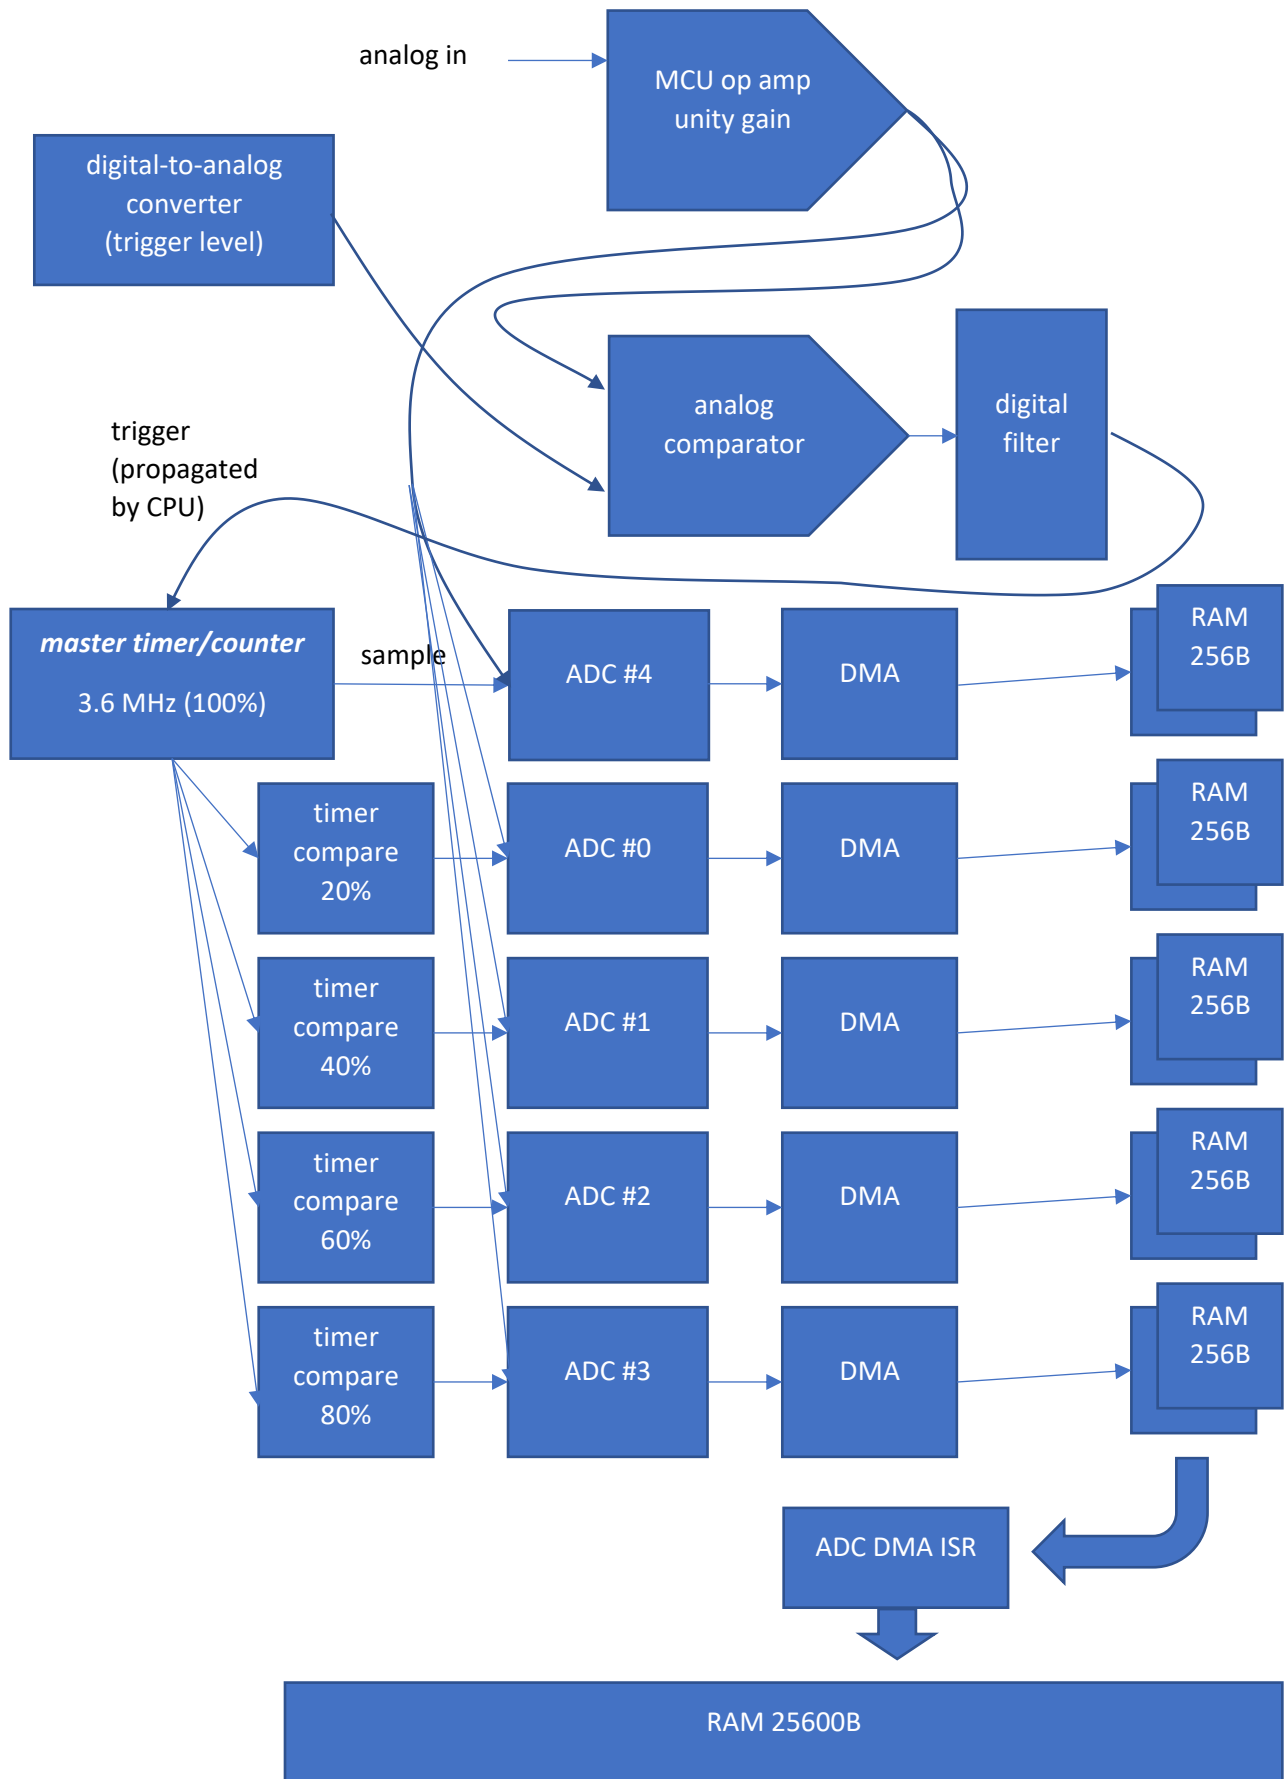 analog in
MCU op amp
unity gain
digital-to-analog
converter
(trigger level)
analog
comparator
digital
filter
trigger
(propagated
by CPU)
master timer/counter
3.6 MHz (100%)
sample
ADC #4
DMA
RAM
256B
timer
compare
20%
ADC #0
DMA
RAM
256B
timer
compare
40%
ADC #1
DMA
RAM
256B
timer
compare
60%
ADC #2
DMA
RAM
256B
timer
compare
80%
ADC #3
DMA
RAM
256B
ADC DMA ISR
RAM 25600B